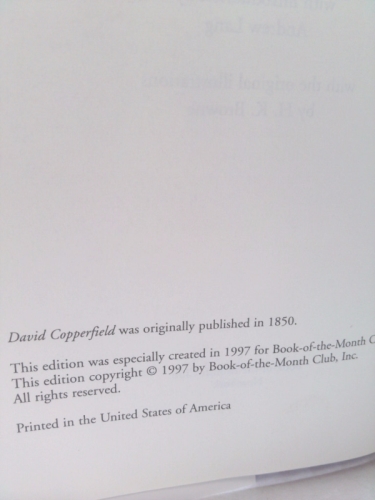 David Copperfield was originally published in 1850.
This edition was especially created in 1997 for Book-of-the-Month
This edition copyright © 1997 by Book-of-the-Month Club, Inc.
All rights reserved.
Printed in the United States of America